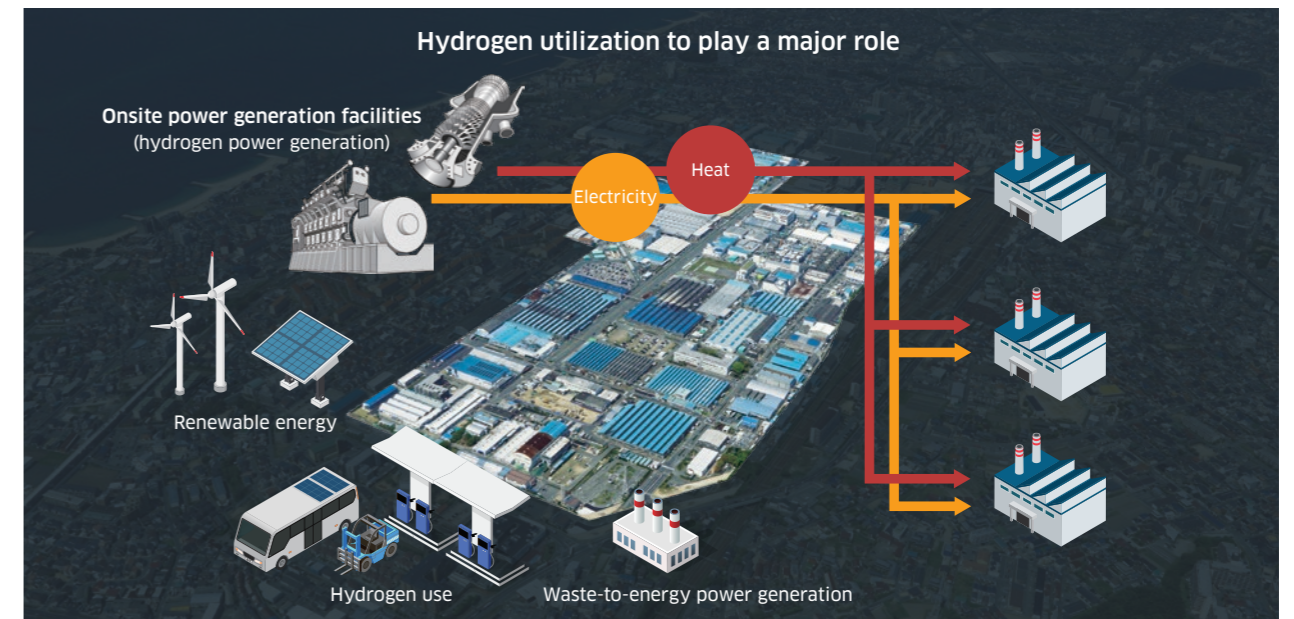 Hydrogen utilization to play a major role
Onsite power generation facilities
(hydrogen power generation)
Heat
Electricity
Renewable energy
Hydrogen use
Waste-to-energy power generation